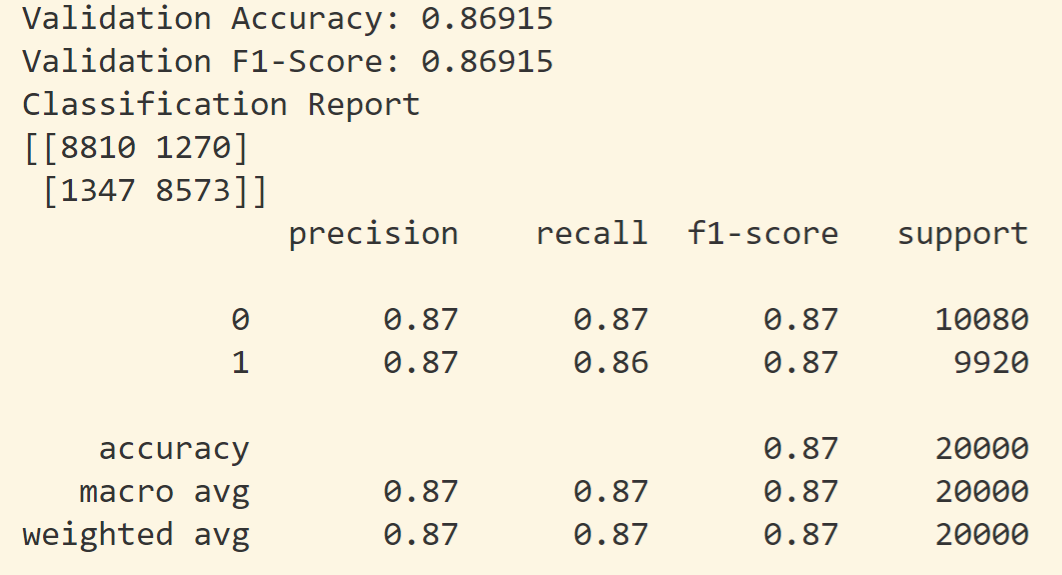 Validation Accuracy: 0.86915
Validation F1-Score: 0.86915
Classification Report
[[8810 1270]
 [1347 8573]]
              precision    recall  f1-score   support

           0       0.87      0.87      0.87     10080
           1       0.87      0.86      0.87      9920

    accuracy                           0.87     20000
   macro avg       0.87      0.87      0.87     20000
weighted avg       0.87      0.87      0.87     20000